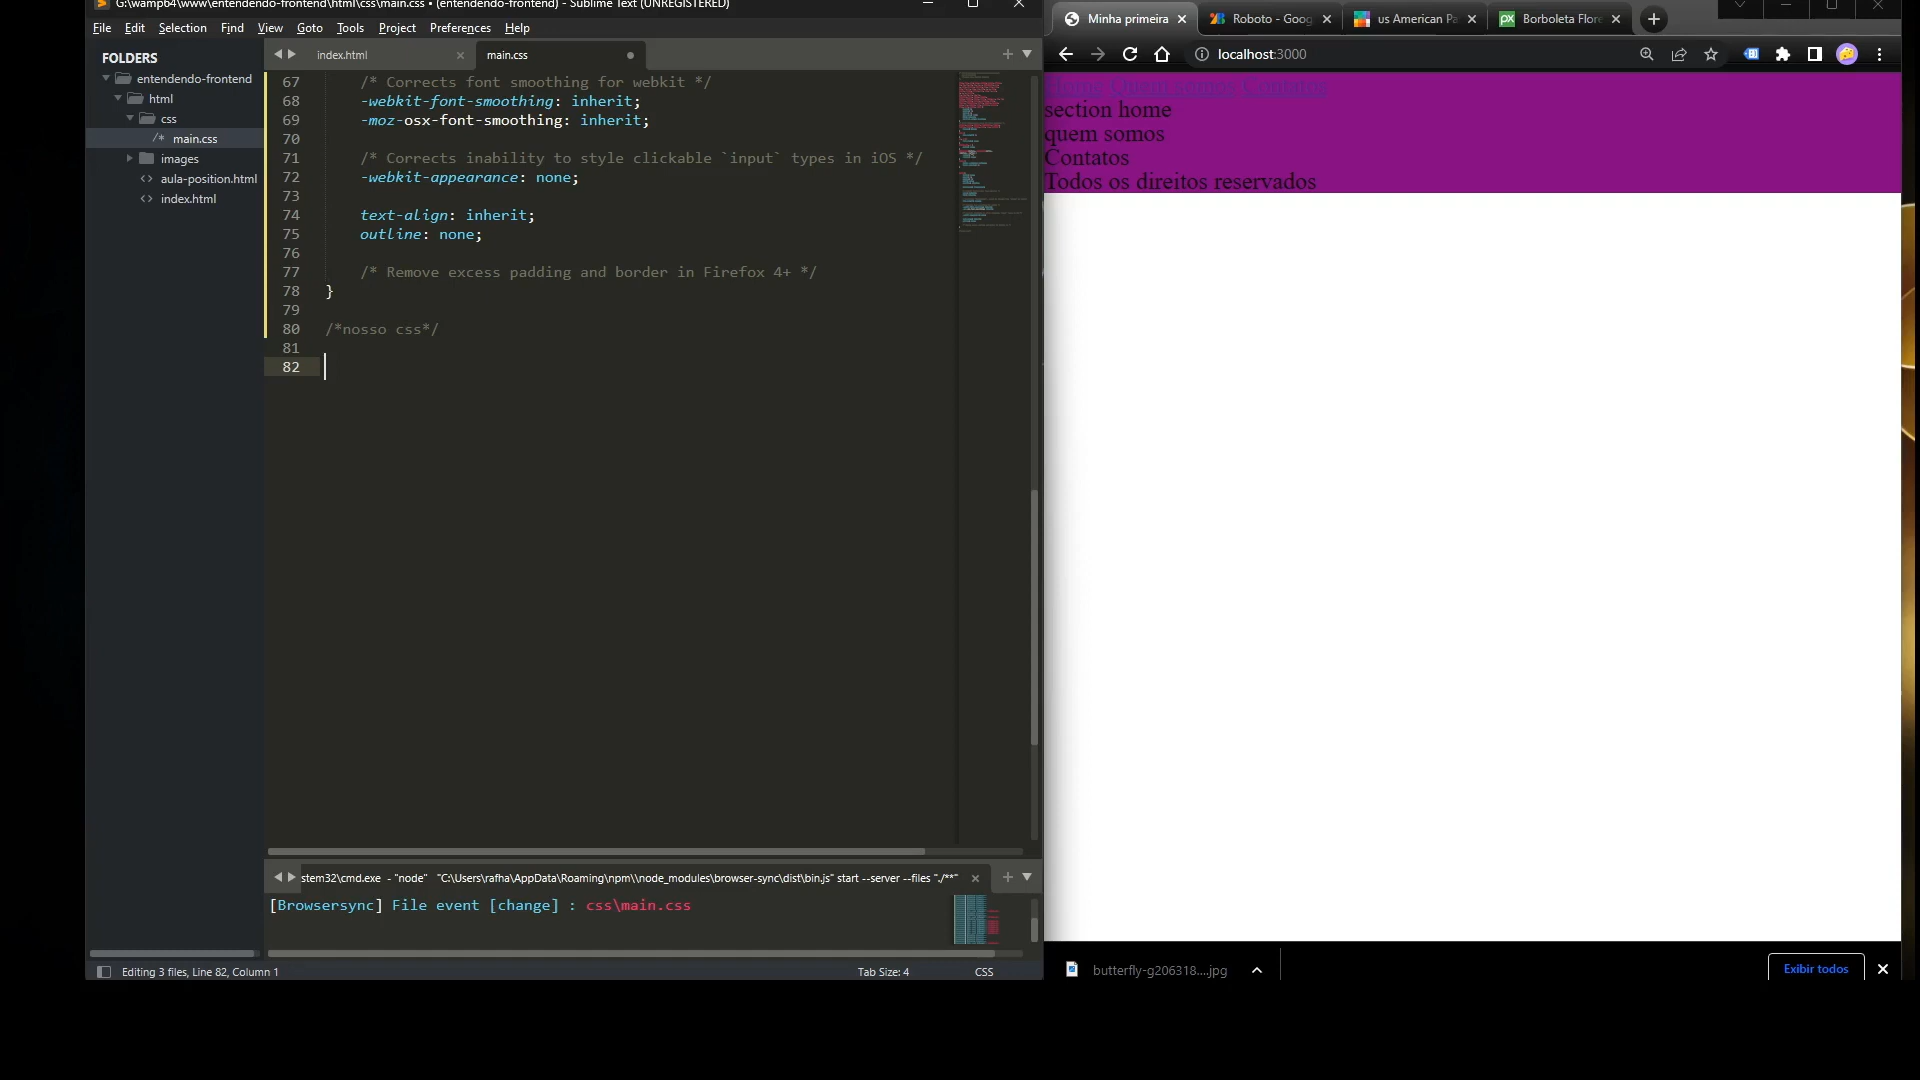 G:\wamp64\www\entendendo-frontend\html\css\main.css • (entendendo-frontend) - Sublime Text (UNREGISTERED)
File Edit Selection Find View Goto Tools Project Preferences Help
FOLDERS
entendendo-frontend
html
css
/* main.css
images
<> aula-position.html
<> index.html
index.html
main.css
67 /* Corrects font smoothing for webkit */
68 -webkit-font-smoothing: inherit;
69 -moz-osx-font-smoothing: inherit;
70
71 /* Corrects inability to style clickable `input` types in iOS */
72 -webkit-appearance: none;
73
74 text-align: inherit;
75 outline: none;
76
77 /* Remove excess padding and border in Firefox 4+ */
78 }
79
80 /*nosso css*/
81
82
stem32\cmd.exe - "node" "C:\Users\rafha\AppData\Roaming\npm\\node_modules\browser-sync\dist\bin.js" start --server --files "./**"
[Browsersync] File event [change] : css\main.css
Editing 3 files, Line 82, Column 1
Tab Size: 4
CSS
Minha primeira
Roboto - Goog
us American Pa
px Borboleta Flore
localhost:3000
Home Quem somos Contatos
section home
quem somos
Contatos
Todos os direitos reservados
butterfly-g206318....jpg
Exibir todos